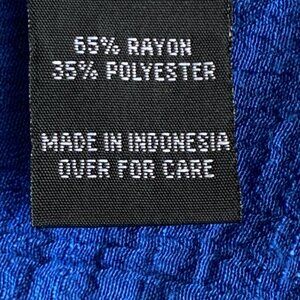 65% RAYON
35% POLYESTER
MADE IN INDONESIA
OVER FOR CARE